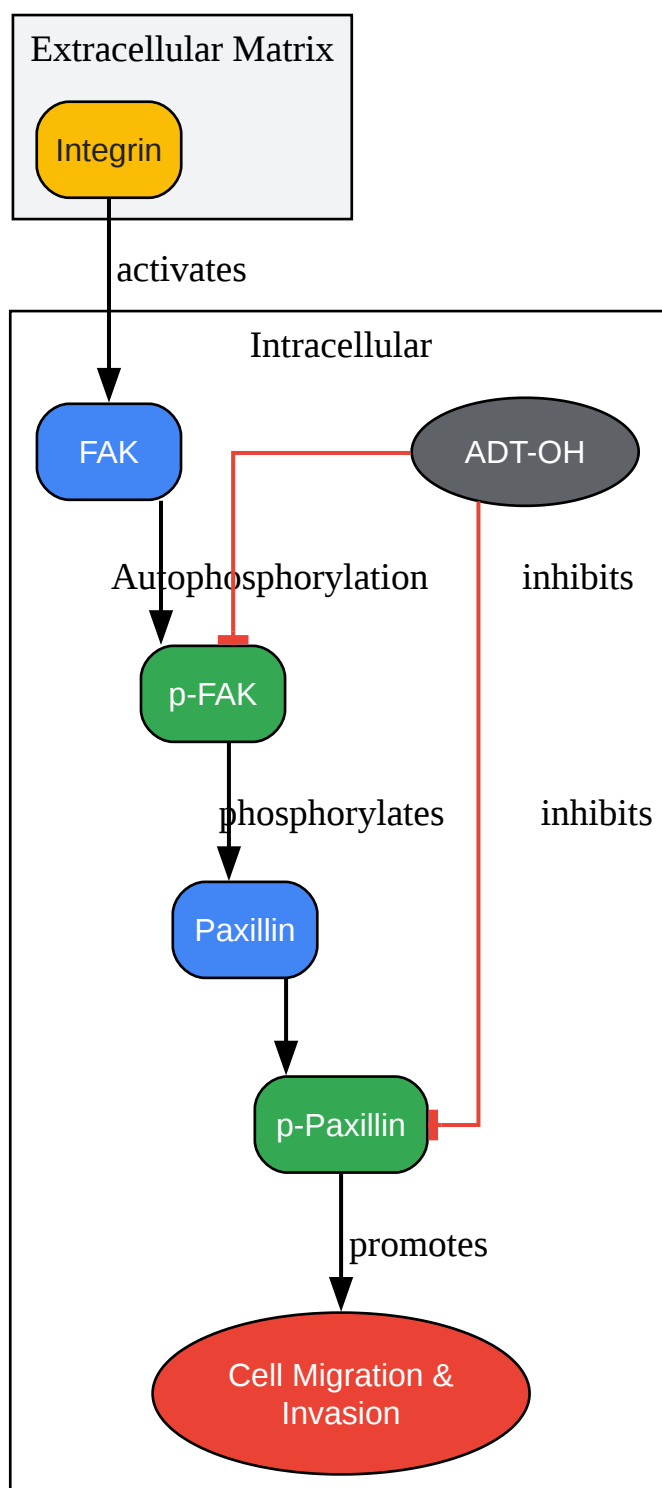 Extracellular Matrix
Integrin
activates
Intracellular
FAK
ADT-OH
Autophosphorylation
inhibits
p-FAK
phosphorylates
inhibits
Paxillin
p-Paxillin
promotes
Cell Migration &
Invasion